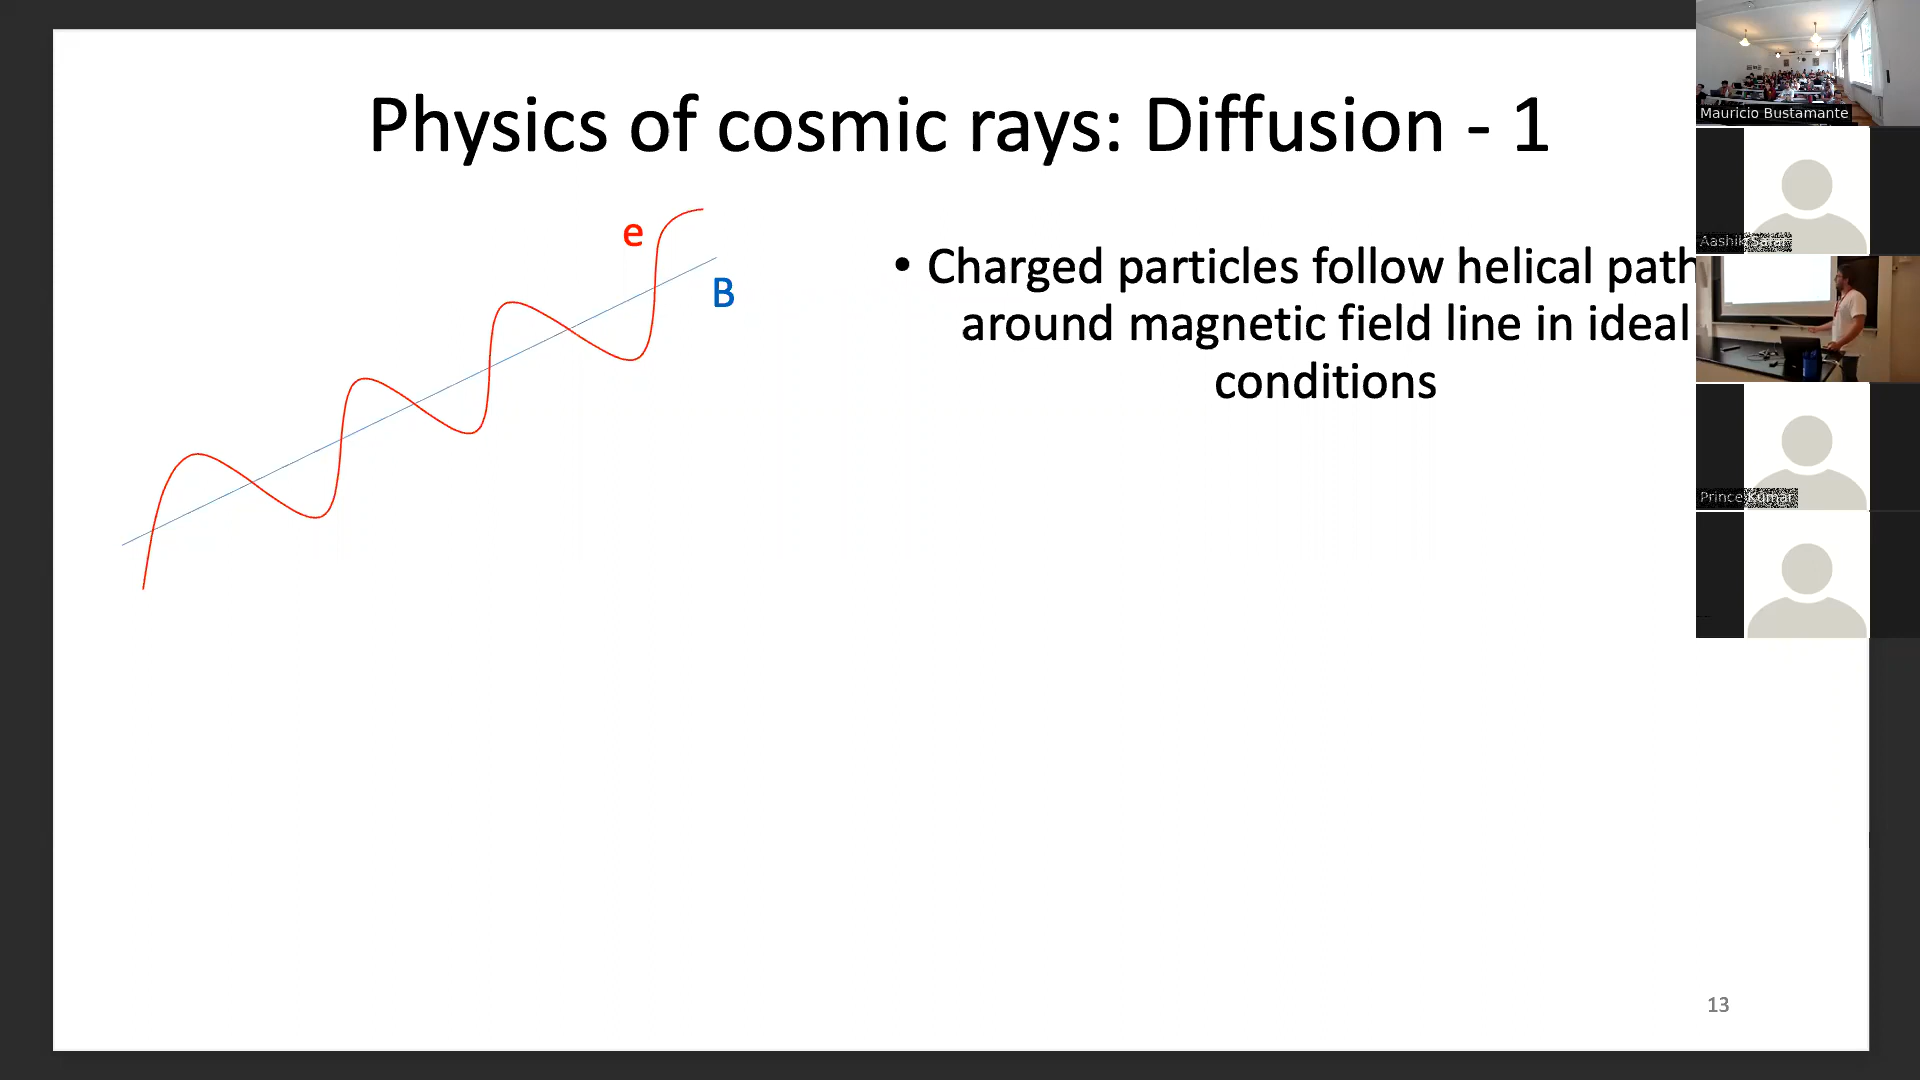 Physics of cosmic rays: Diffusion - 1
e
B
• Charged particles follow helical path
around magnetic field line in ideal
conditions
13
Mauricio Bustamante
Prince Kumar